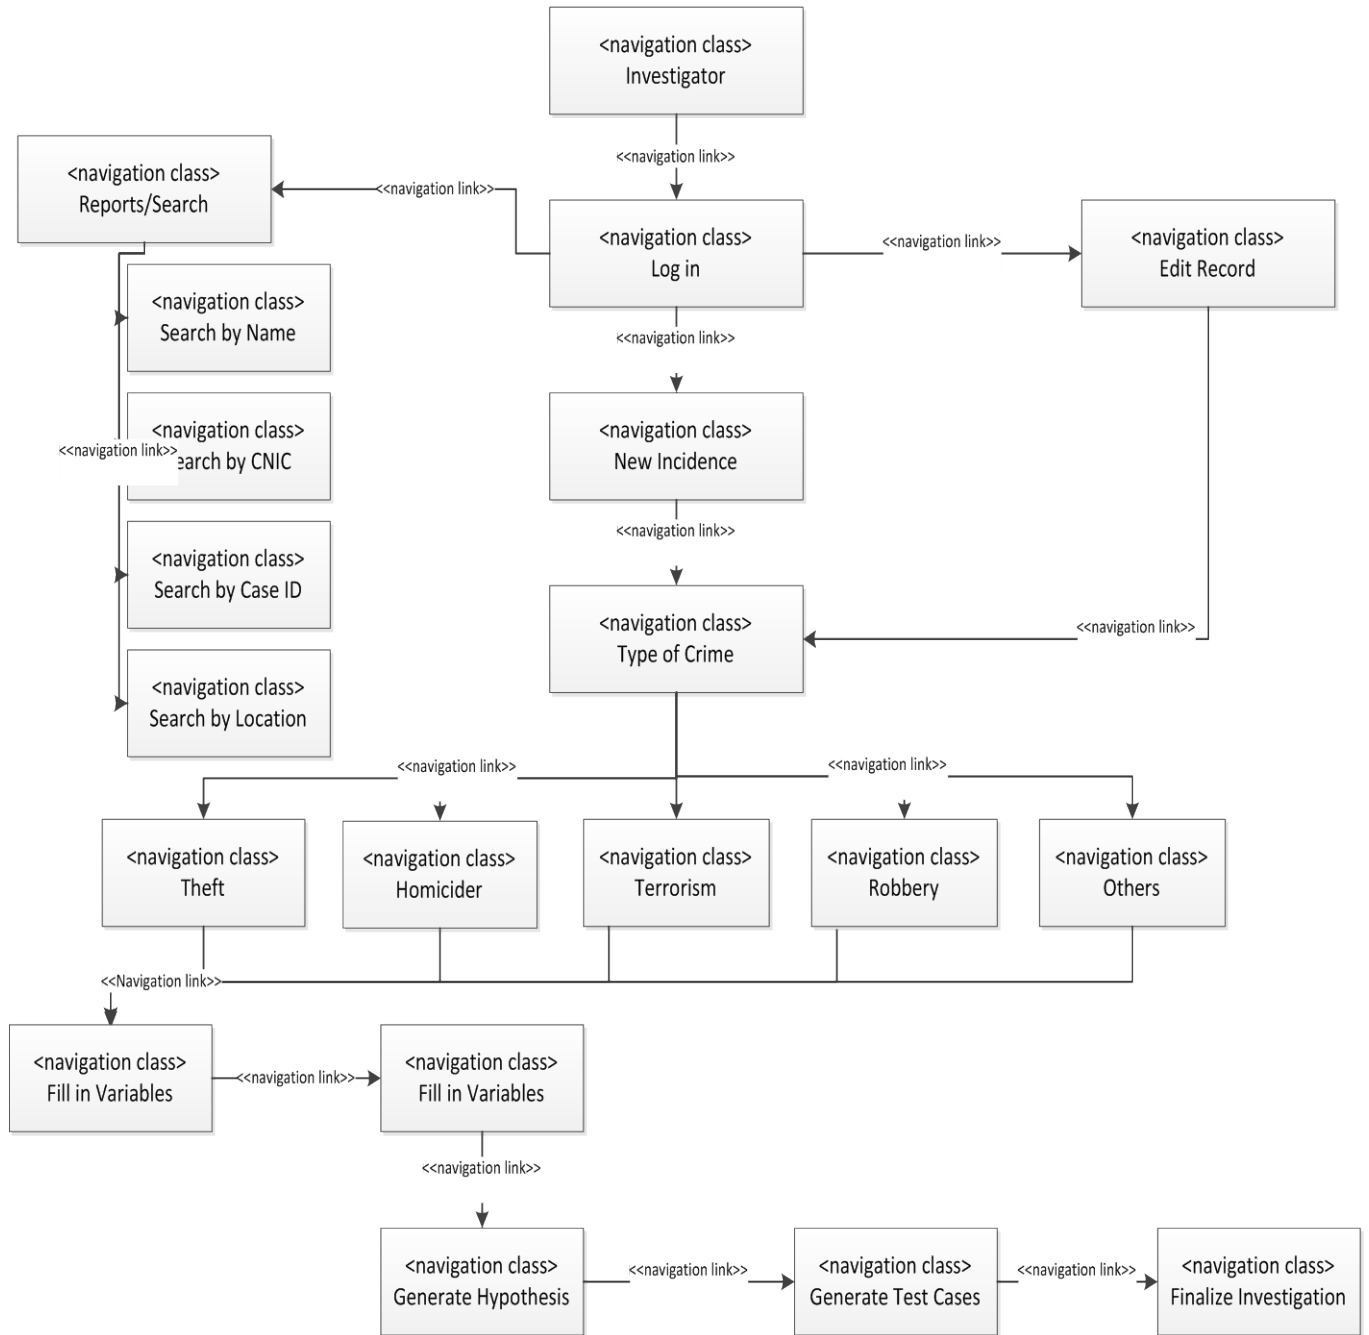 <navigation class>
Investigator
<<navigation link>>
<navigation class>
Reports/Search
<<navigation link>>
<navigation class>
Log in
<<navigation link>>
<navigation class>
Edit Record
<navigation class>
Search by Name
<<navigation link>>
<navigation class>
New Incidence
<navigation class>
earch by CNIC
<<navigation link>>
<<navigation link>>
<navigation class>
Search by Case ID
<navigation class>
Type of Crime
<<navigation link>>
<navigation class>
Search by Location
<<navigation link>>
<<navigation link>>
<navigation class>
Theft
<navigation class>
Homicider
<navigation class>
Terrorism
<navigation class>
Robbery
<navigation class>
Others
<<Navigation link>>
<navigation class>
Fill in Variables
<<navigation link>>
<navigation class>
Fill in Variables
<<navigation link>>
<navigation class>
Generate Hypothesis
<<navigation link>>
<navigation class>
Generate Test Cases
<<navigation link>>
<navigation class>
Finalize Investigation